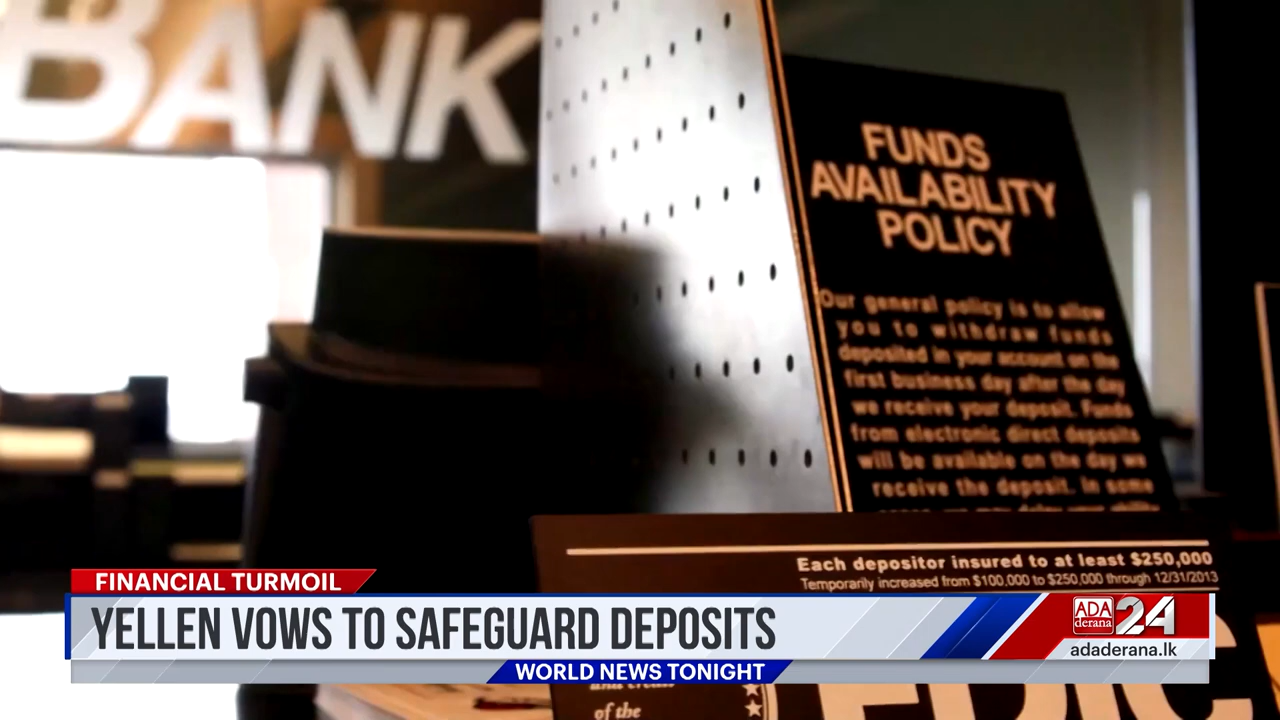 BANK
FUNDS
AVAILABILITY
POLICY
Our general policy is to allow
you to withdraw funds
deposited in your account on the
first business day after the day
we receive your deposit. Funds
from electronic direct deposits
will be available on the day we
receive the deposit. In some
Each depositor insured to at least $250,000
Temporarily increased from $100,000 to $250,000 through 12/31/2013
FINANCIAL TURMOIL
YELLEN VOWS TO SAFEGUARD DEPOSITS
ADA
derana
24
adaderana.lk
WORLD NEWS TONIGHT
FDIC
of the